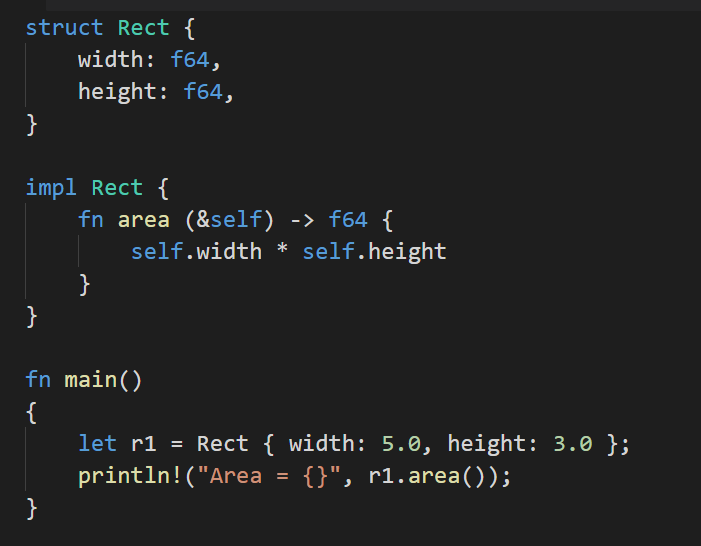 struct Rect {
    width: f64,
    height: f64,
}

impl Rect {
    fn area (&self) -> f64 {
        self.width * self.height
    }
}

fn main()
{
    let r1 = Rect { width: 5.0, height: 3.0 };
    println!("Area = {}", r1.area());
}